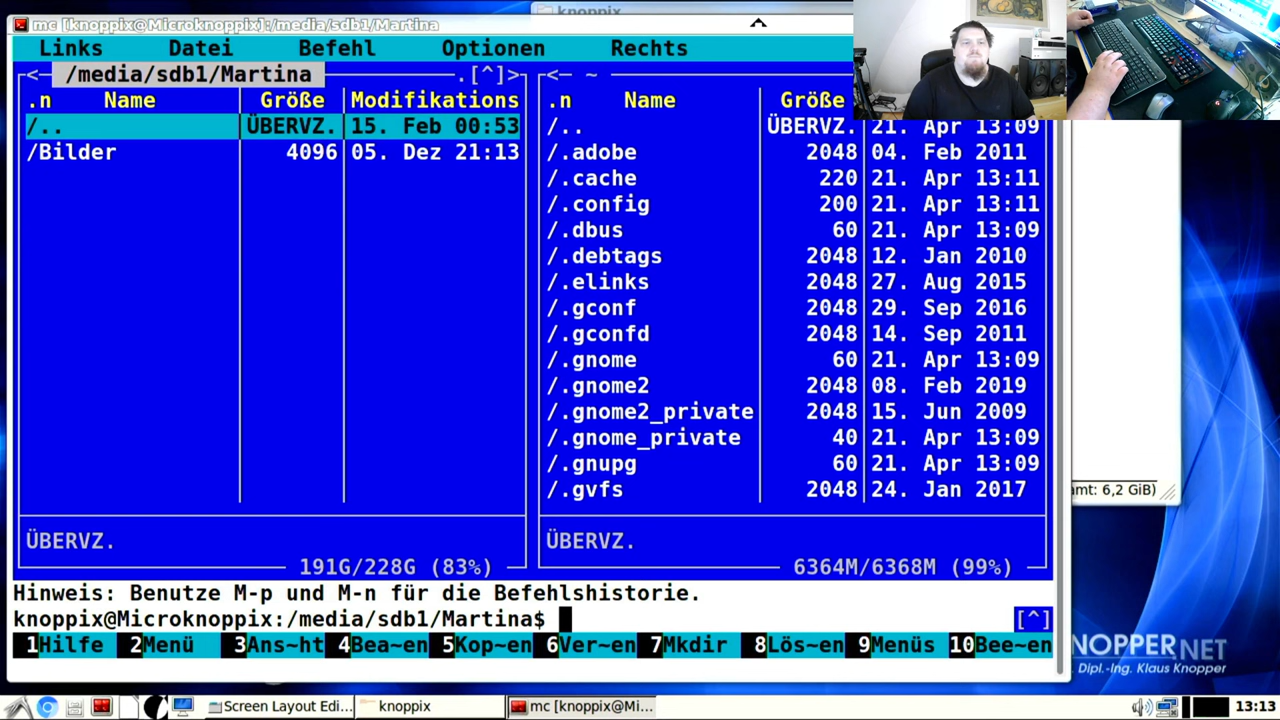 knoppix
mc [knoppix@Microknoppix]:/media/sdb1/Martina
Links Datei Befehl Optionen Rechts
<— /media/sdb1/Martina .[^]> <— ~
.n Name Größe Modifikations .n Name Größe
/.. ÜBERVZ. 15. Feb 00:53 /.. ÜBERVZ. 21. Apr 13:09
/Bilder 4096 05. Dez 21:13 /.adobe 2048 04. Feb 2011
/.cache 220 21. Apr 13:11
/.config 200 21. Apr 13:11
/.dbus 60 21. Apr 13:09
/.debtags 2048 12. Jan 2010
/.elinks 2048 27. Aug 2015
/.gconf 2048 29. Sep 2016
/.gconfd 2048 14. Sep 2011
/.gnome 60 21. Apr 13:09
/.gnome2 2048 08. Feb 2019
/.gnome2_private 2048 15. Jun 2009
/.gnome_private 40 21. Apr 13:09
/.gnupg 60 21. Apr 13:09
/.gvfs 2048 24. Jan 2017
amt: 6,2 GiB)
ÜBERVZ. ÜBERVZ.
191G/228G (83%) 6364M/6368M (99%)
Hinweis: Benutze M-p und M-n für die Befehlshistorie.
knoppix@Microknoppix:/media/sdb1/Martina$ [^]
1Hilfe 2Menü 3Ans~ht 4Bea~en 5Kop~en 6Ver~en 7Mkdir 8Lös~en 9Menüs 10Bee~en
KNOPPER.NET
Dipl.-Ing. Klaus Knopper
Screen Layout Edi... knoppix mc [knoppix@Mi... 13:13